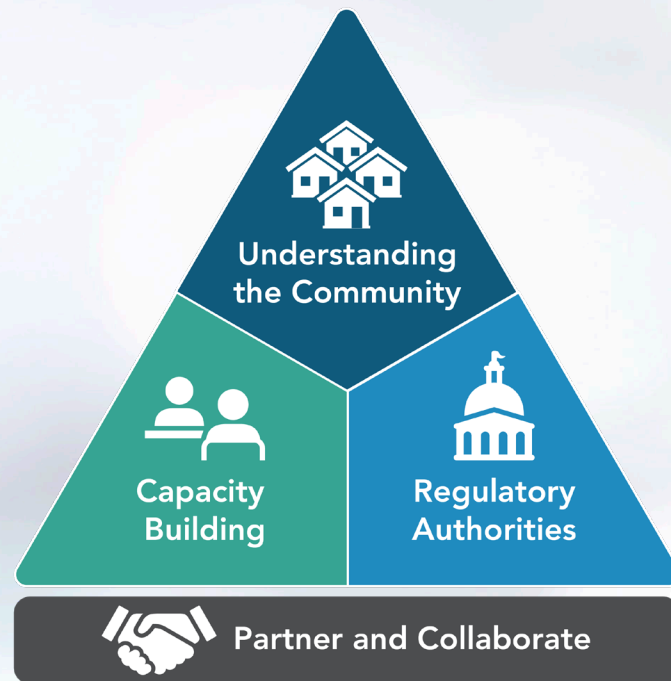 Understanding
the Community
Capacity
Building
Regulatory
Authorities
Partner and Collaborate